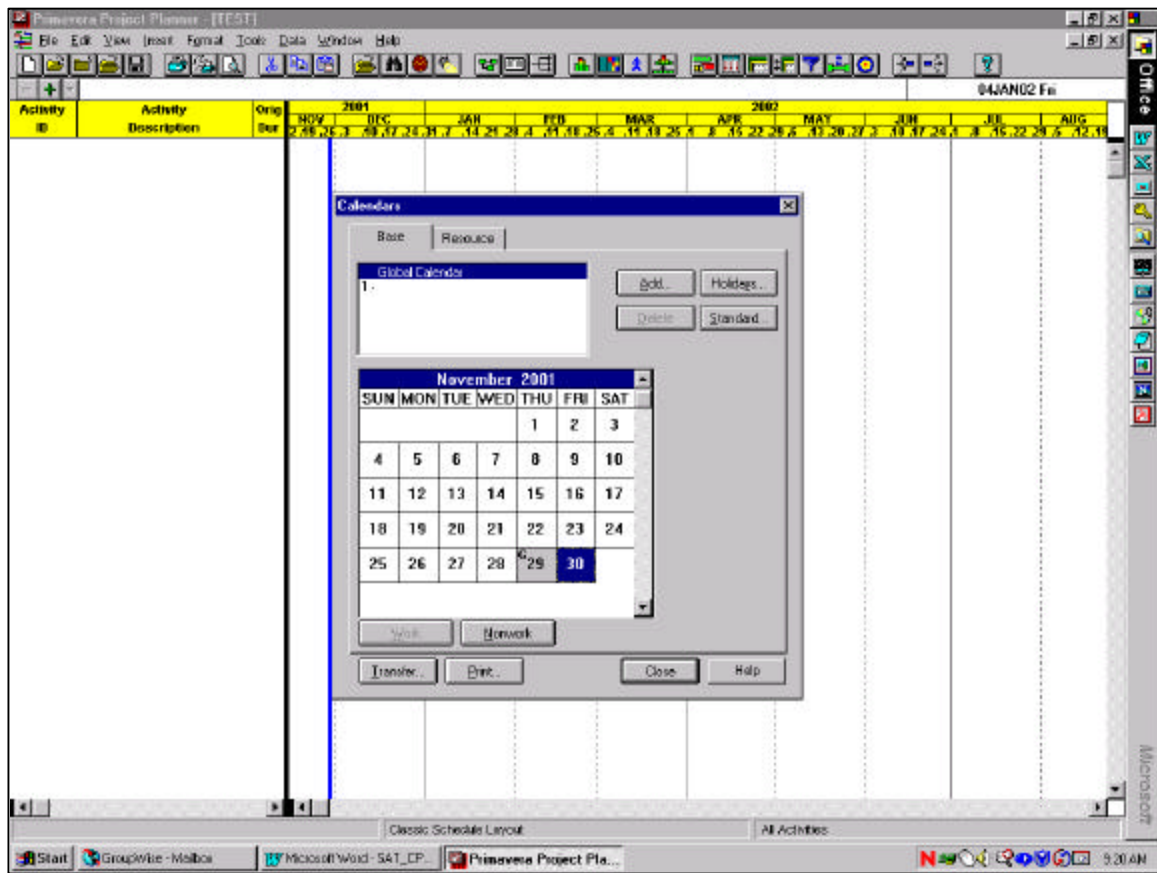 Primavera Project Planner - [TEST]
File Edit View Insert Format Tools Data Window Help
04JAN02 Fri
Activity ID
Activity Description
Orig Dur
2001 2002
NOV DEC JAN FEB MAR APR MAY JUN JUL AUG
Calendars
Base Resource
Global Calendar
1 -
Add... Holidays...
Delete Standard...
November 2001
SUN MON TUE WED THU FRI SAT
1 2 3
4 5 6 7 8 9 10
11 12 13 14 15 16 17
18 19 20 21 22 23 24
25 26 27 28 G 29 30
Work Nonwork
Transfer... Print... Close Help
Classic Schedule Layout All Activities
Start GroupWise - Mailbox Microsoft Word - SAT_CP... Primavera Project Pla... 9:20 AM
Office
Microsoft